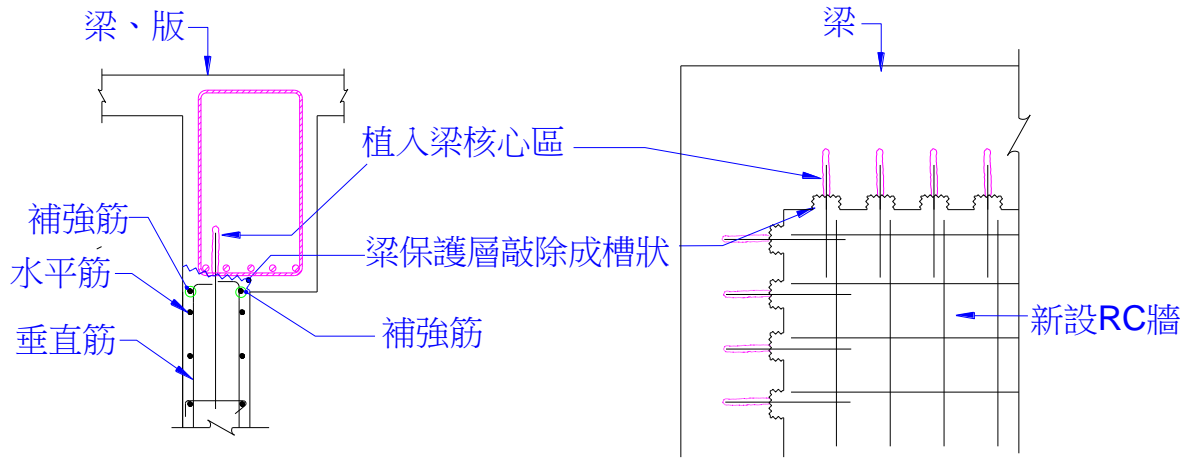 梁、版
梁
植入梁核心區
補強筋
梁保護層敲除成槽狀
水平筋
新設RC牆
補強筋
垂直筋